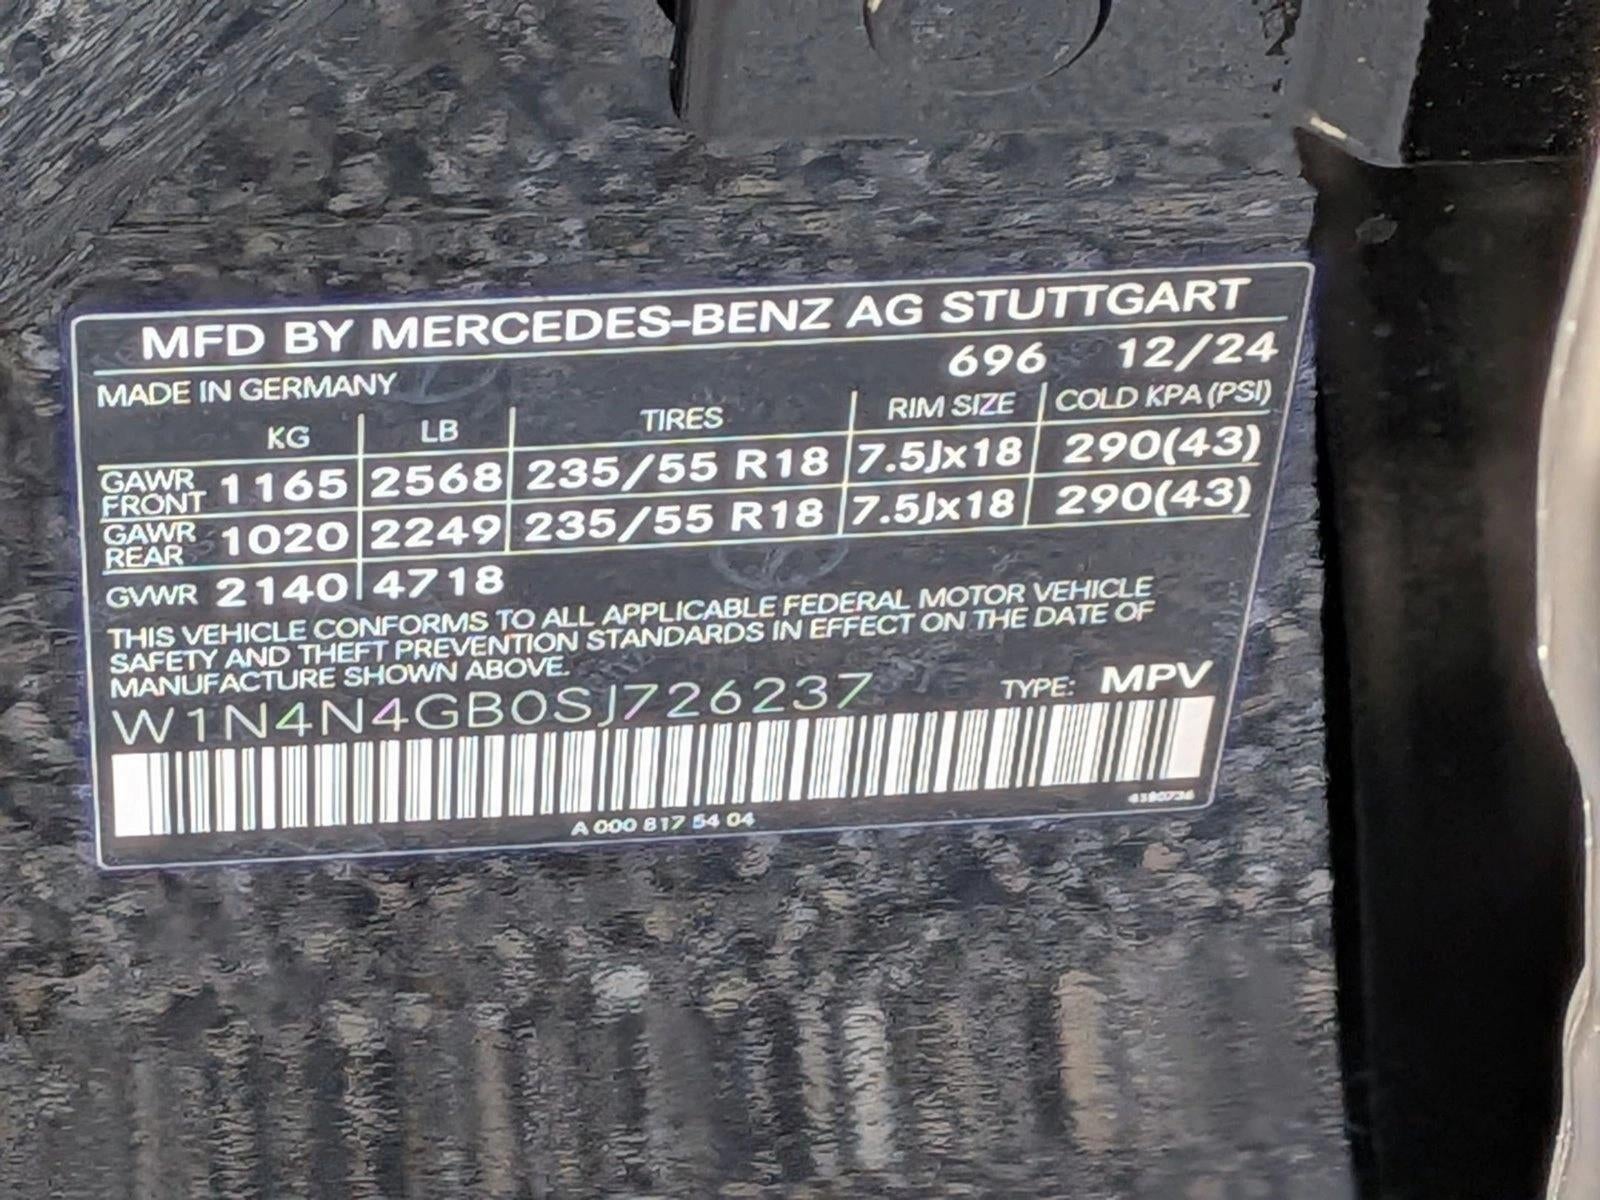 MFD BY MERCEDES-BENZ AG STUTTGART
MADE IN GERMANY 696 12/24
KG LB TIRES RIM SIZE COLD KPA (PSI)
GAWR FRONT 1165 2568 235/55 R18 7.5Jx18 290(43)
GAWR REAR 1020 2249 235/55 R18 7.5Jx18 290(43)
GVWR 2140 4718
THIS VEHICLE CONFORMS TO ALL APPLICABLE FEDERAL MOTOR VEHICLE
SAFETY AND THEFT PREVENTION STANDARDS IN EFFECT ON THE DATE OF
MANUFACTURE SHOWN ABOVE.
W1N4N4GB0SJ726237 TYPE: MPV
A 000 817 54 04